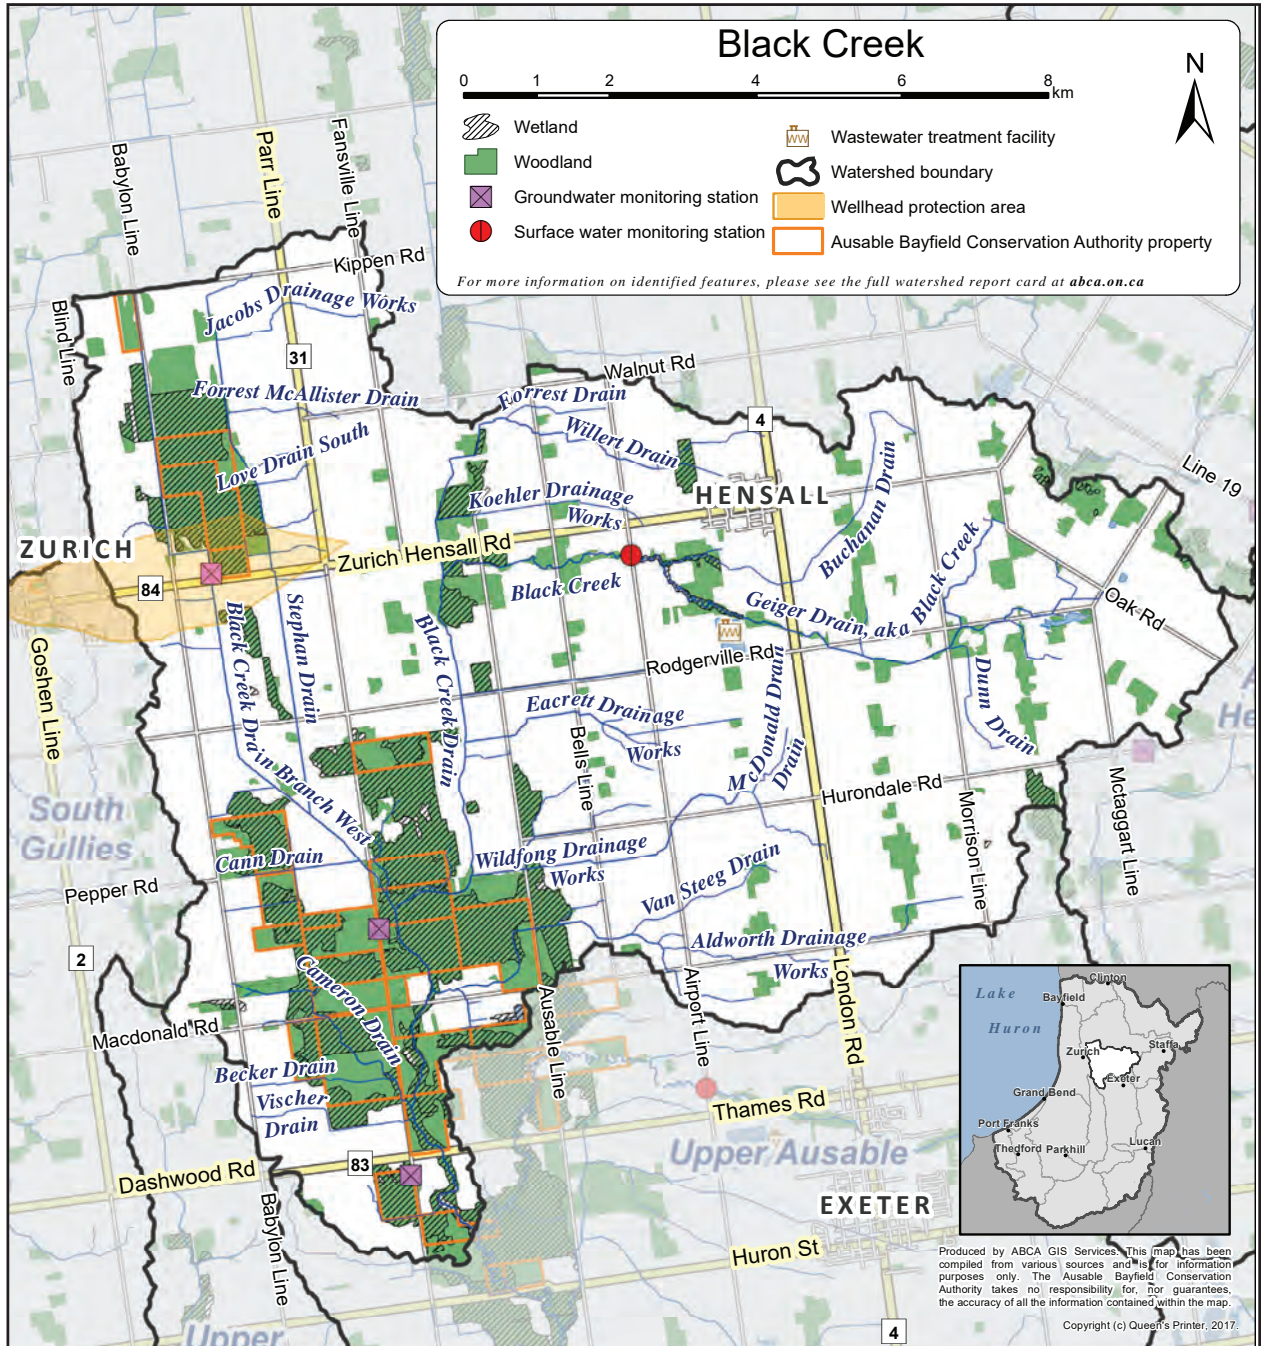 Black Creek
0 1 2 4 6 8 km
N
Wetland
Woodland
Groundwater monitoring station
Surface water monitoring station
Wastewater treatment facility
Watershed boundary
Wellhead protection area
Ausable Bayfield Conservation Authority property
For more information on identified features, please see the full watershed report card at abca.on.ca
Babylon Line
Parr Line
Fansville Line
Kippen Rd
Blind Line
Jacobs Drainage Works
31
Walnut Rd
Forrest McAllister Drain
Forrest Drain
4
Willert Drain
Love Drain South
Line 19
Koehler Drainage
Works
HENSALL
Buchanan Drain
ZURICH
Zurich Hensall Rd
84
Black Creek
Black Creek
Geiger Drain, aka
Oak Rd
Stephan Drain
Black Creek Drain
Goshen Line
Black Creek Drain Branch West
Rodgerville Rd
Dunn Drain
He
Eacrett Drainage
Works
Bells Line
McDonald Drain
Drain
South
Gullies
Hurondale Rd
Morrison Line
Mctaggart Line
Cann Drain
Wildfong Drainage
Works
Pepper Rd
Van Steeg Drain
Aldworth Drainage
Works
2
Cameron Drain
Ausable Line
Airport Line
London Rd
Macdonald Rd
Becker Drain
Vischer
Drain
Thames Rd
Upper Ausable
83
Dashwood Rd
Babylon Line
EXETER
Huron St
Upper
4
Lake
Huron
Clinton
Bayfield
Zurich
Staffa
Exeter
Grand Bend
Port Franks
Thedford
Parkhill
Lucan
Produced by ABCA GIS Services. This map has been
compiled from various sources and is for information
purposes only. The Ausable Bayfield Conservation
Authority takes no responsibility for, nor guarantees,
the accuracy of all the information contained within the map.
Copyright (c) Queen's Printer, 2017.